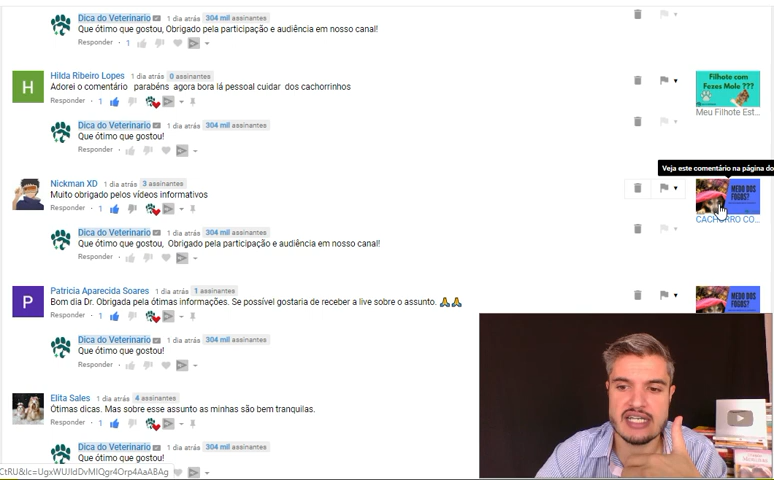 Dica do Veterinario 1 dia atrás 304 mil assinantes
Que ótimo que gostou, Obrigado pela participação e audiência em nosso canal!
Responder · 1
Hilda Ribeiro Lopes 1 dia atrás 0 assinantes
Adorei o comentário parabéns agora bora lá pessoal cuidar dos cachorrinhos
Responder · 1
Filhote com
Fezes Mole ???
Meu Filhote Est...
Dica do Veterinario 1 dia atrás 304 mil assinantes
Que ótimo que gostou!
Responder
Veja este comentário na página do
Nickman XD 1 dia atrás 3 assinantes
Muito obrigado pelos vídeos informativos
Responder · 1
MEDO DOS
FOGOS?
CACHORRO CO...
Dica do Veterinario 1 dia atrás 304 mil assinantes
Que ótimo que gostou, Obrigado pela participação e audiência em nosso canal!
Responder
Patricia Aparecida Soares 1 dia atrás 1 assinantes
Bom dia Dr. Obrigada pela ótimas informações. Se possível gostaria de receber a live sobre o assunto. 🙏🙏
Responder · 1
MEDO DOS
FOGOS?
Dica do Veterinario 1 dia atrás 304 mil assinantes
Que ótimo que gostou!
Responder
Elita Sales 1 dia atrás 4 assinantes
Ótimas dicas. Mas sobre esse assunto as minhas são bem tranquilas.
Responder · 1
Dica do Veterinario 1 dia atrás 304 mil assinantes
Que ótimo que gostou!